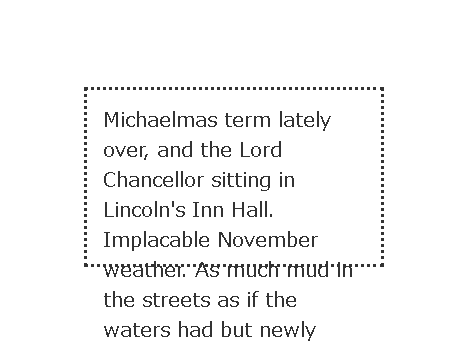 Michaelmas term lately
over, and the Lord
Chancellor sitting in
Lincoln's Inn Hall.
Implacable November
weather. As much mud in
the streets as if the
waters had but newly